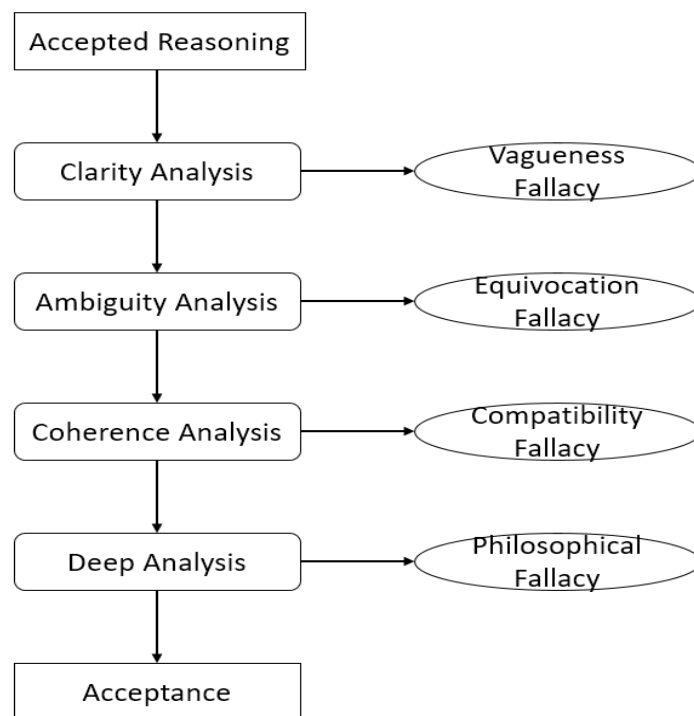 Accepted Reasoning
Clarity Analysis
Vagueness
Fallacy
Ambiguity Analysis
Equivocation
Fallacy
Coherence Analysis
Compatibility
Fallacy
Deep Analysis
Philosophical
Fallacy
Acceptance